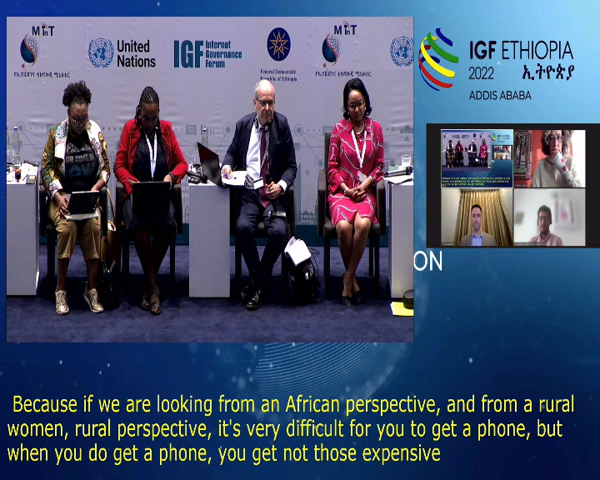 MinT
United
Nations
IGF Internet
Governance
Forum
Federal Democratic
Republic of Ethiopia
MinT
IGF ETHIOPIA
2022 ኢትዮጵያ
ADDIS ABABA
ON
Because if we are looking from an African perspective, and from a rural
women, rural perspective, it's very difficult for you to get a phone, but
when you do get a phone, you get not those expensive